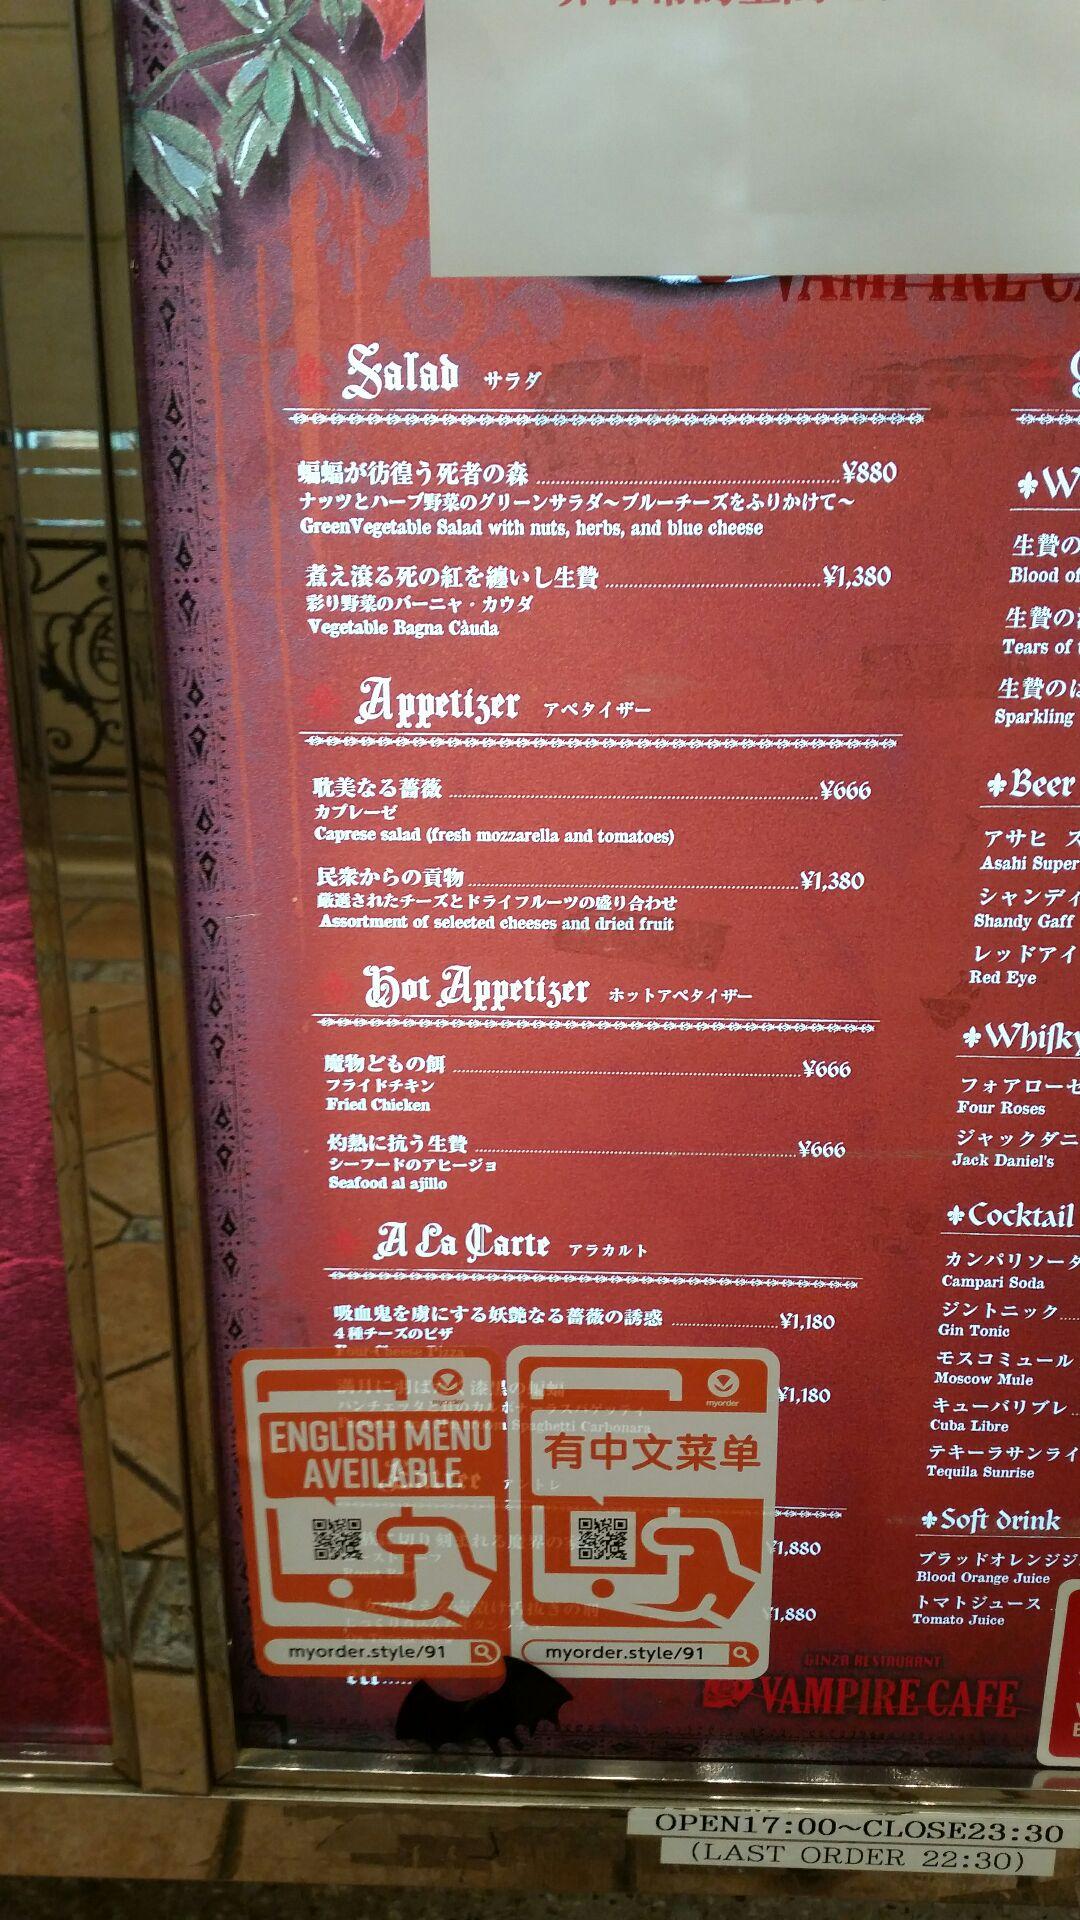 VAMPIRE
Salad サラダ
蝙蝠が彷徨う死者の森 ¥880
ナッツとハーブ野菜のグリーンサラダ~ブルーチーズをふりかけて~
GreenVegetable Salad with nuts, herbs, and blue cheese
煮え滾る死の紅を纏いし生贄 ¥1,380
彩り野菜のバーニャ・カウダ
Vegetable Bagna Càuda
Appetizer アペタイザー
耽美なる薔薇 ¥666
カプレーゼ
Caprese salad (fresh mozzarella and tomatoes)
民衆からの貢物 ¥1,380
厳選されたチーズとドライフルーツの盛り合わせ
Assortment of selected cheeses and dried fruit
Hot Appetizer ホットアペタイザー
魔物どもの餌 ¥666
フライドチキン
Fried Chicken
灼熱に抗う生贄 ¥666
シーフードのアヒージョ
Seafood al ajillo
A La Carte アラカルト
吸血鬼を虜にする妖艶なる薔薇の誘惑 ¥1,180
4種チーズのピザ
Four Cheese Pizza
¥1,180
Spaghetti Carbonara
アントレ
¥1,880
¥1,880
etc......
生贄の
Blood of
生贄の
Tears of
生贄の
Sparkling
Beer
アサヒ ス
Asahi Super
シャンディ
Shandy Gaff
レッドアイ
Red Eye
Whisky
フォアローゼ
Four Roses
ジャックダニ
Jack Daniel's
Cocktail
カンパリソーダ
Campari Soda
ジントニック
Gin Tonic
モスコミュール
Moscow Mule
キューバリブレ
Cuba Libre
テキーラサンライ
Tequila Sunrise
Soft drink
ブラッドオレンジジ
Blood Orange Juice
トマトジュース
Tomato Juice
myorder
ENGLISH MENU
AVEILABLE
myorder.style/91
myorder
有中文菜单
myorder.style/91
GINZA RESTAURANT
VAMPIRE CAFE
OPEN17:00~CLOSE23:30
(LAST ORDER 22:30)